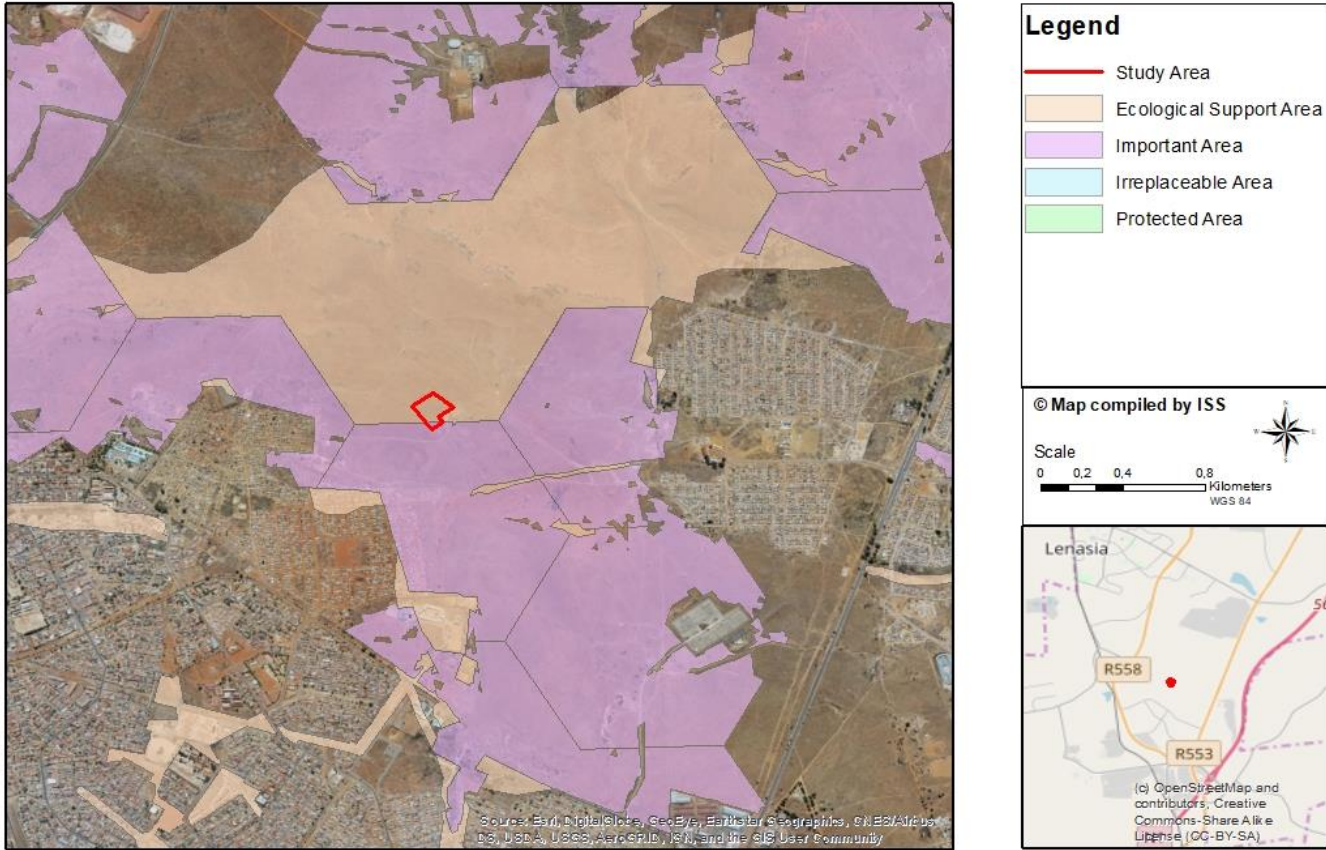 Legend
Study Area
Ecological Support Area
Important Area
Irreplaceable Area
Protected Area
© Map compiled by ISS
N
W
E
S
Scale
0 0,2 0,4 0,8
Kilometers
WGS 84
Lenasia
R558
R553
(c) OpenStreetMap and
contributors, Creative
Commons-Share Alike
License (CC-BY-SA)
Source: Esri, DigitalGlobe, GeoEye, Earthstar Geographics, CNES/Airbus
DS, USDA, USGS, AeroGRID, IGN, and the GIS User Community